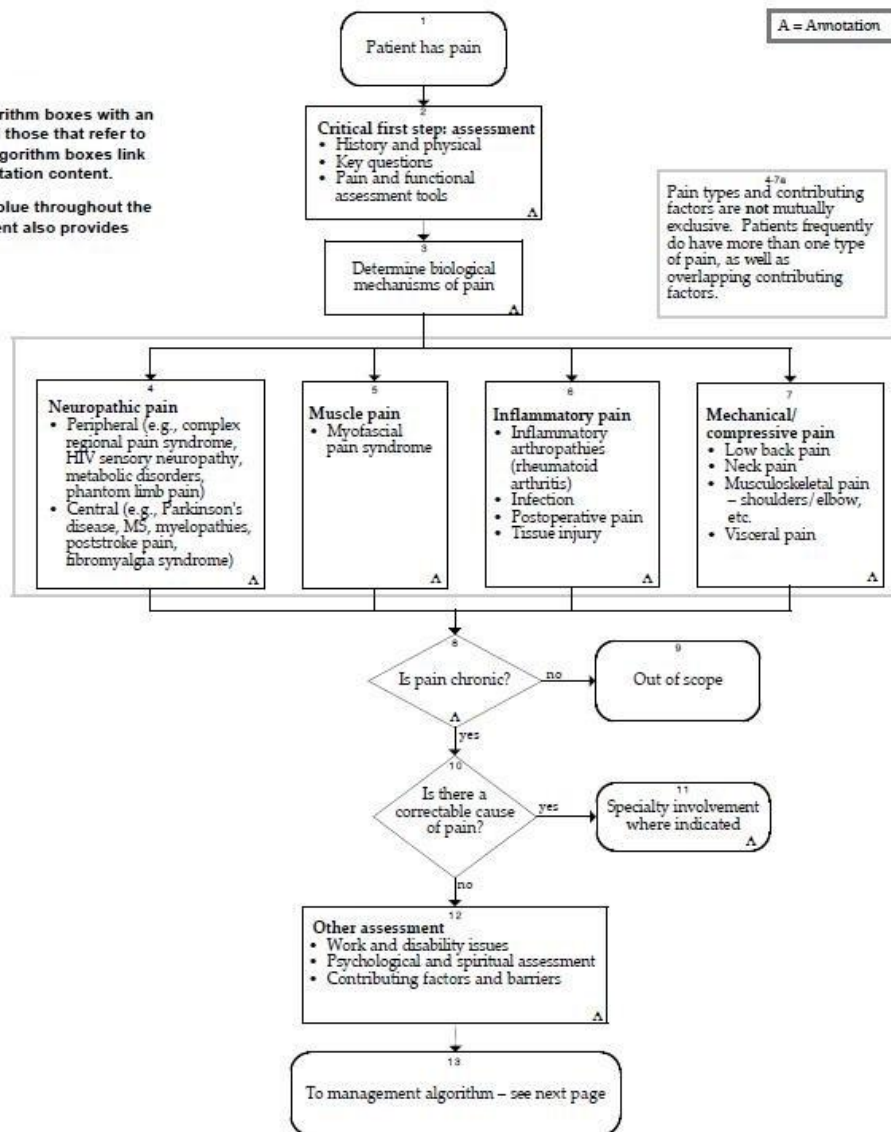 A = Annotation
1
Patient has pain
rithm boxes with an
those that refer to
gorithm boxes link
tation content.
blue throughout the
ent also provides
2
Critical first step: assessment
• History and physical
• Key questions
• Pain and functional
assessment tools
A
4-7a
Pain types and contributing
factors are not mutually
exclusive. Patients frequently
do have more than one type
of pain, as well as
overlapping contributing
factors.
3
Determine biological
mechanisms of pain
A
4
Neuropathic pain
• Peripheral (e.g., complex
regional pain syndrome,
HIV sensory neuropathy,
metabolic disorders,
phantom limb pain)
• Central (e.g., Parkinson's
disease, MS, myelopathies,
poststroke pain,
fibromyalgia syndrome)
A
5
Muscle pain
• Myofascial
pain syndrome
A
6
Inflammatory pain
• Inflammatory
arthropathies
(rheumatoid
arthritis)
• Infection
• Postoperative pain
• Tissue injury
A
7
Mechanical/
compressive pain
• Low back pain
• Neck pain
• Musculoskeletal pain
– shoulders/elbow,
etc.
• Visceral pain
A
8
Is pain chronic?
A
no
9
Out of scope
yes
10
Is there a
correctable cause
of pain?
yes
11
Specialty involvement
where indicated
A
no
12
Other assessment
• Work and disability issues
• Psychological and spiritual assessment
• Contributing factors and barriers
A
13
To management algorithm – see next page